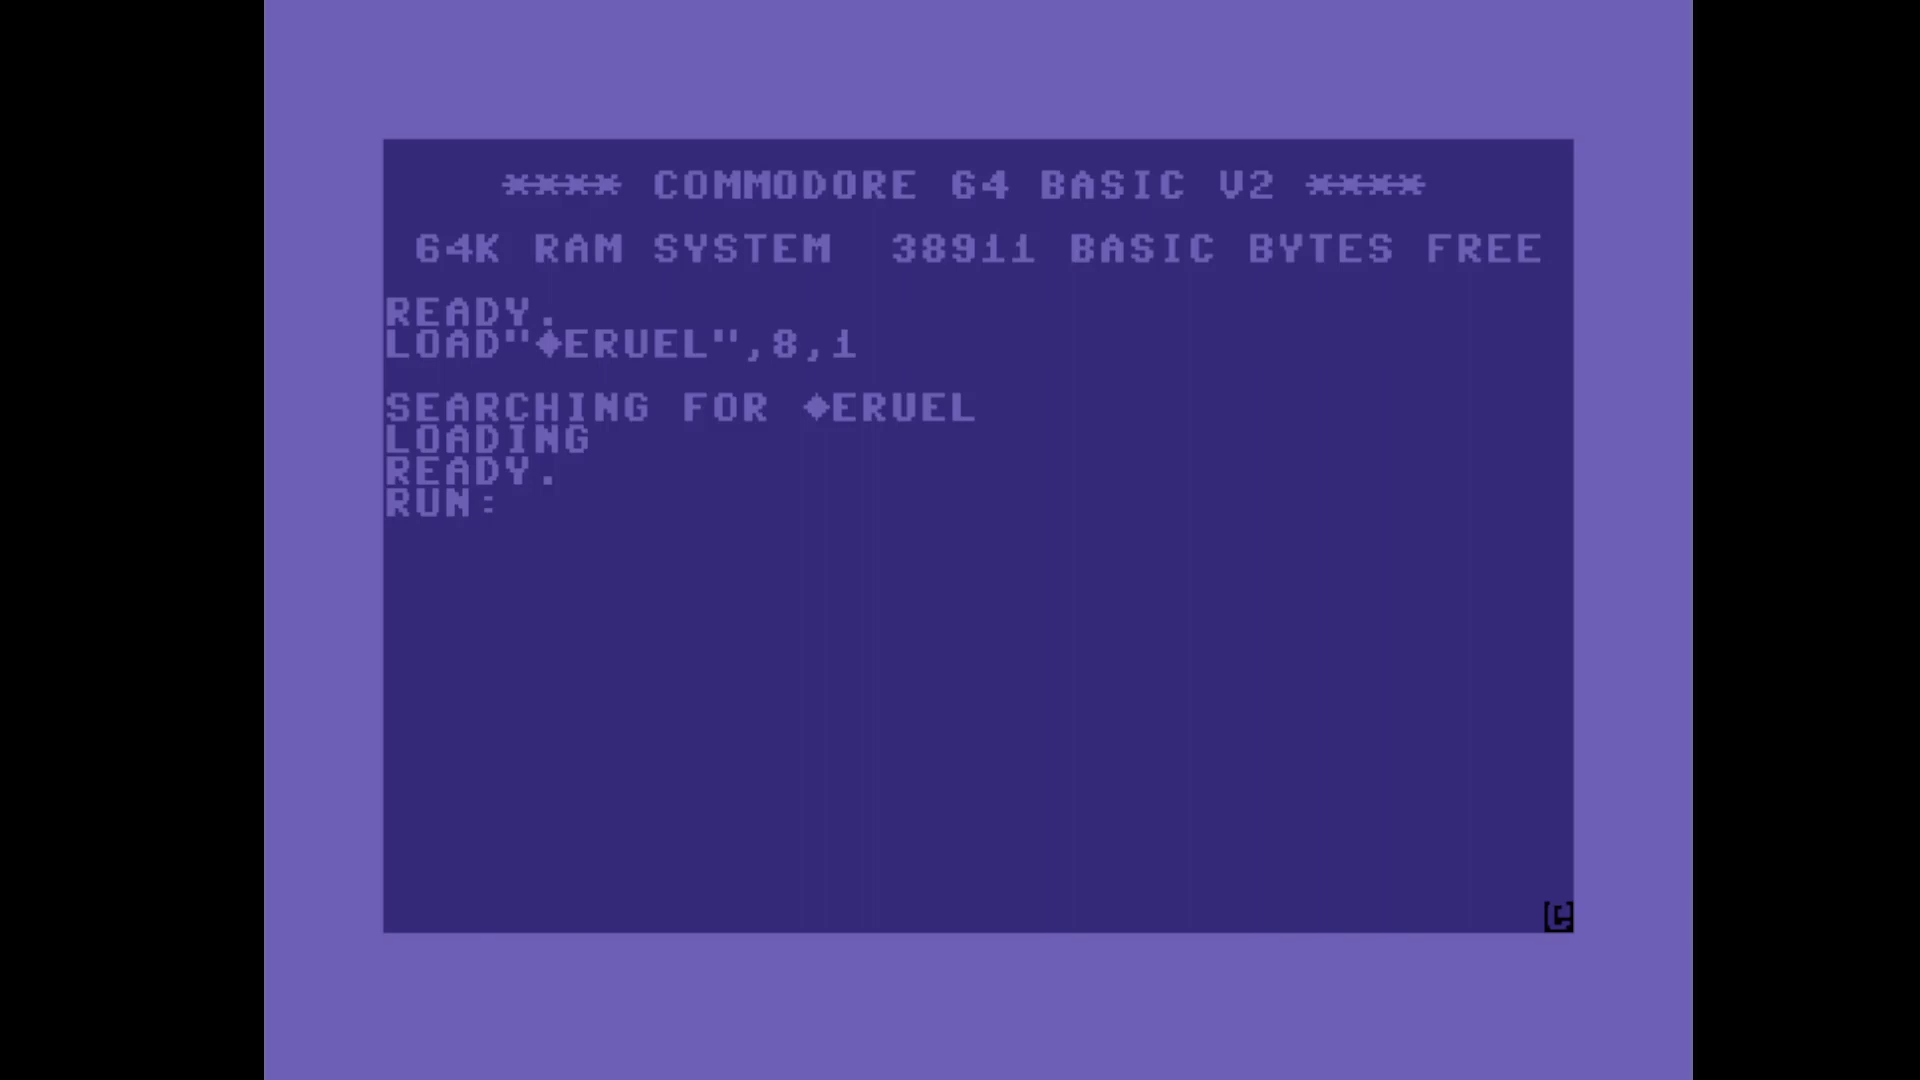 **** COMMODORE 64 BASIC V2 ****
64K RAM SYSTEM  38911 BASIC BYTES FREE
READY.
LOAD"♦ERUEL",8,1
SEARCHING FOR ♦ERUEL
LOADING
READY.
RUN: